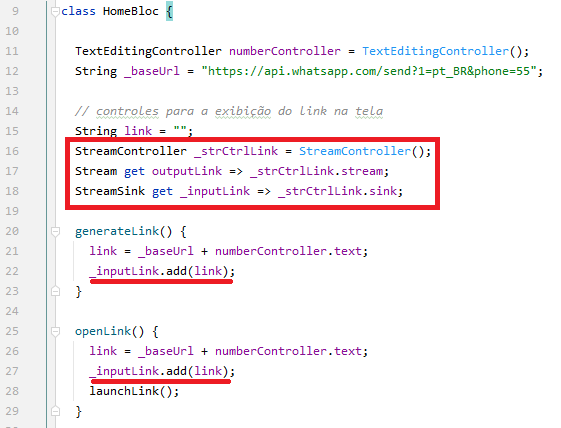 9 class HomeBloc {
10
11 TextEditingController numberController = TextEditingController();
12 String _baseUrl = "https://api.whatsapp.com/send?1=pt_BR&phone=55";
13
14 // controles para a exibição do link na tela
15 String link = "";
16 StreamController _strCtrlLink = StreamController();
17 Stream get outputLink => _strCtrlLink.stream;
18 StreamSink get _inputLink => _strCtrlLink.sink;
19
20 generateLink() {
21 link = _baseUrl + numberController.text;
22 _inputLink.add(link);
23 }
24
25 openLink() {
26 link = _baseUrl + numberController.text;
27 _inputLink.add(link);
28 launchLink();
29 }